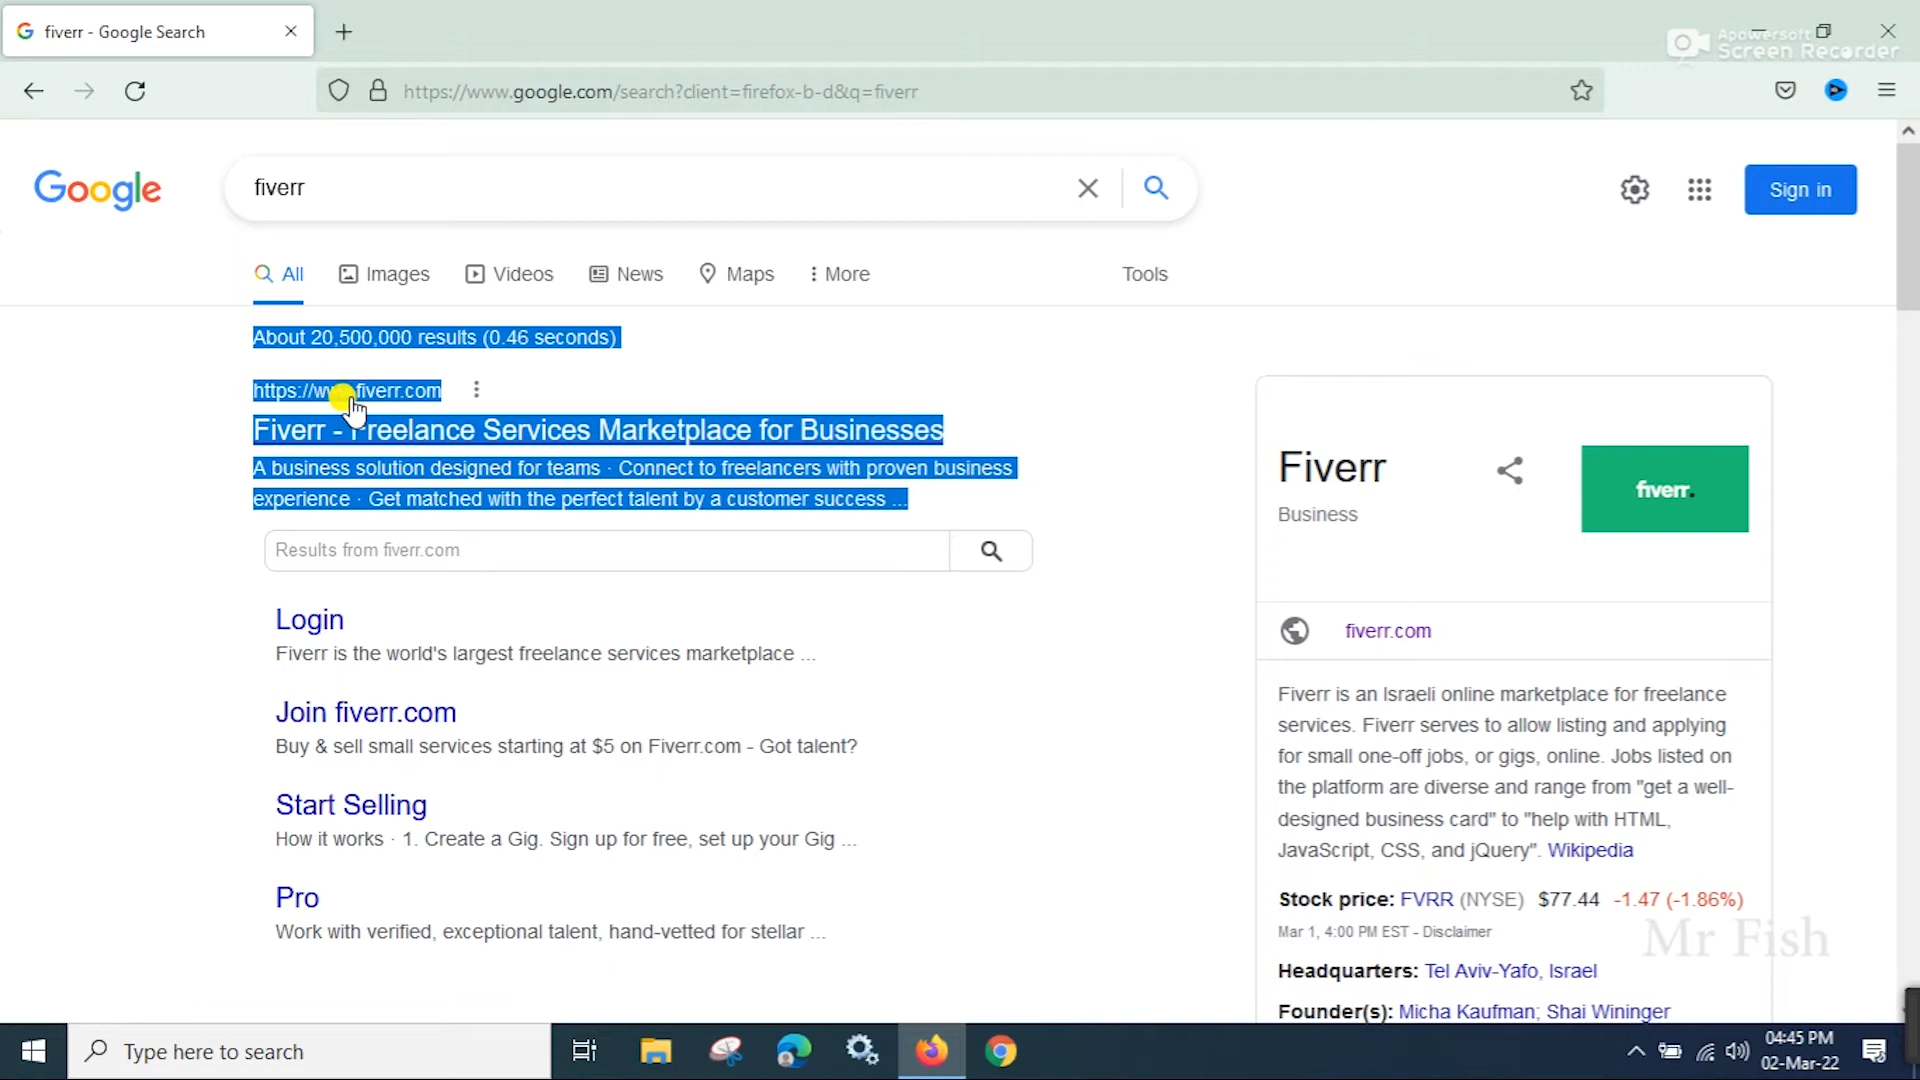 fiverr - Google Search
Apowersoft
Screen Recorder
https://www.google.com/search?client=firefox-b-d&q=fiverr
Google
fiverr
Sign in
All
Images
Videos
News
Maps
More
Tools
About 20,500,000 results (0.46 seconds)
https://www.fiverr.com
Fiverr - Freelance Services Marketplace for Businesses
A business solution designed for teams · Connect to freelancers with proven business
experience · Get matched with the perfect talent by a customer success ...
Results from fiverr.com
Login
Fiverr is the world's largest freelance services marketplace ...
Join fiverr.com
Buy & sell small services starting at $5 on Fiverr.com - Got talent?
Start Selling
How it works · 1. Create a Gig. Sign up for free, set up your Gig ...
Pro
Work with verified, exceptional talent, hand-vetted for stellar ...
Fiverr
Business
fiverr.
fiverr.com
Fiverr is an Israeli online marketplace for freelance
services. Fiverr serves to allow listing and applying
for small one-off jobs, or gigs, online. Jobs listed on
the platform are diverse and range from "get a well-
designed business card" to "help with HTML,
JavaScript, CSS, and jQuery". Wikipedia
Stock price: FVRR (NYSE) $77.44 -1.47 (-1.86%)
Mar 1, 4:00 PM EST - Disclaimer
Mr Fish
Headquarters: Tel Aviv-Yafo, Israel
Founder(s): Micha Kaufman; Shai Wininger
Type here to search
04:45 PM
02-Mar-22